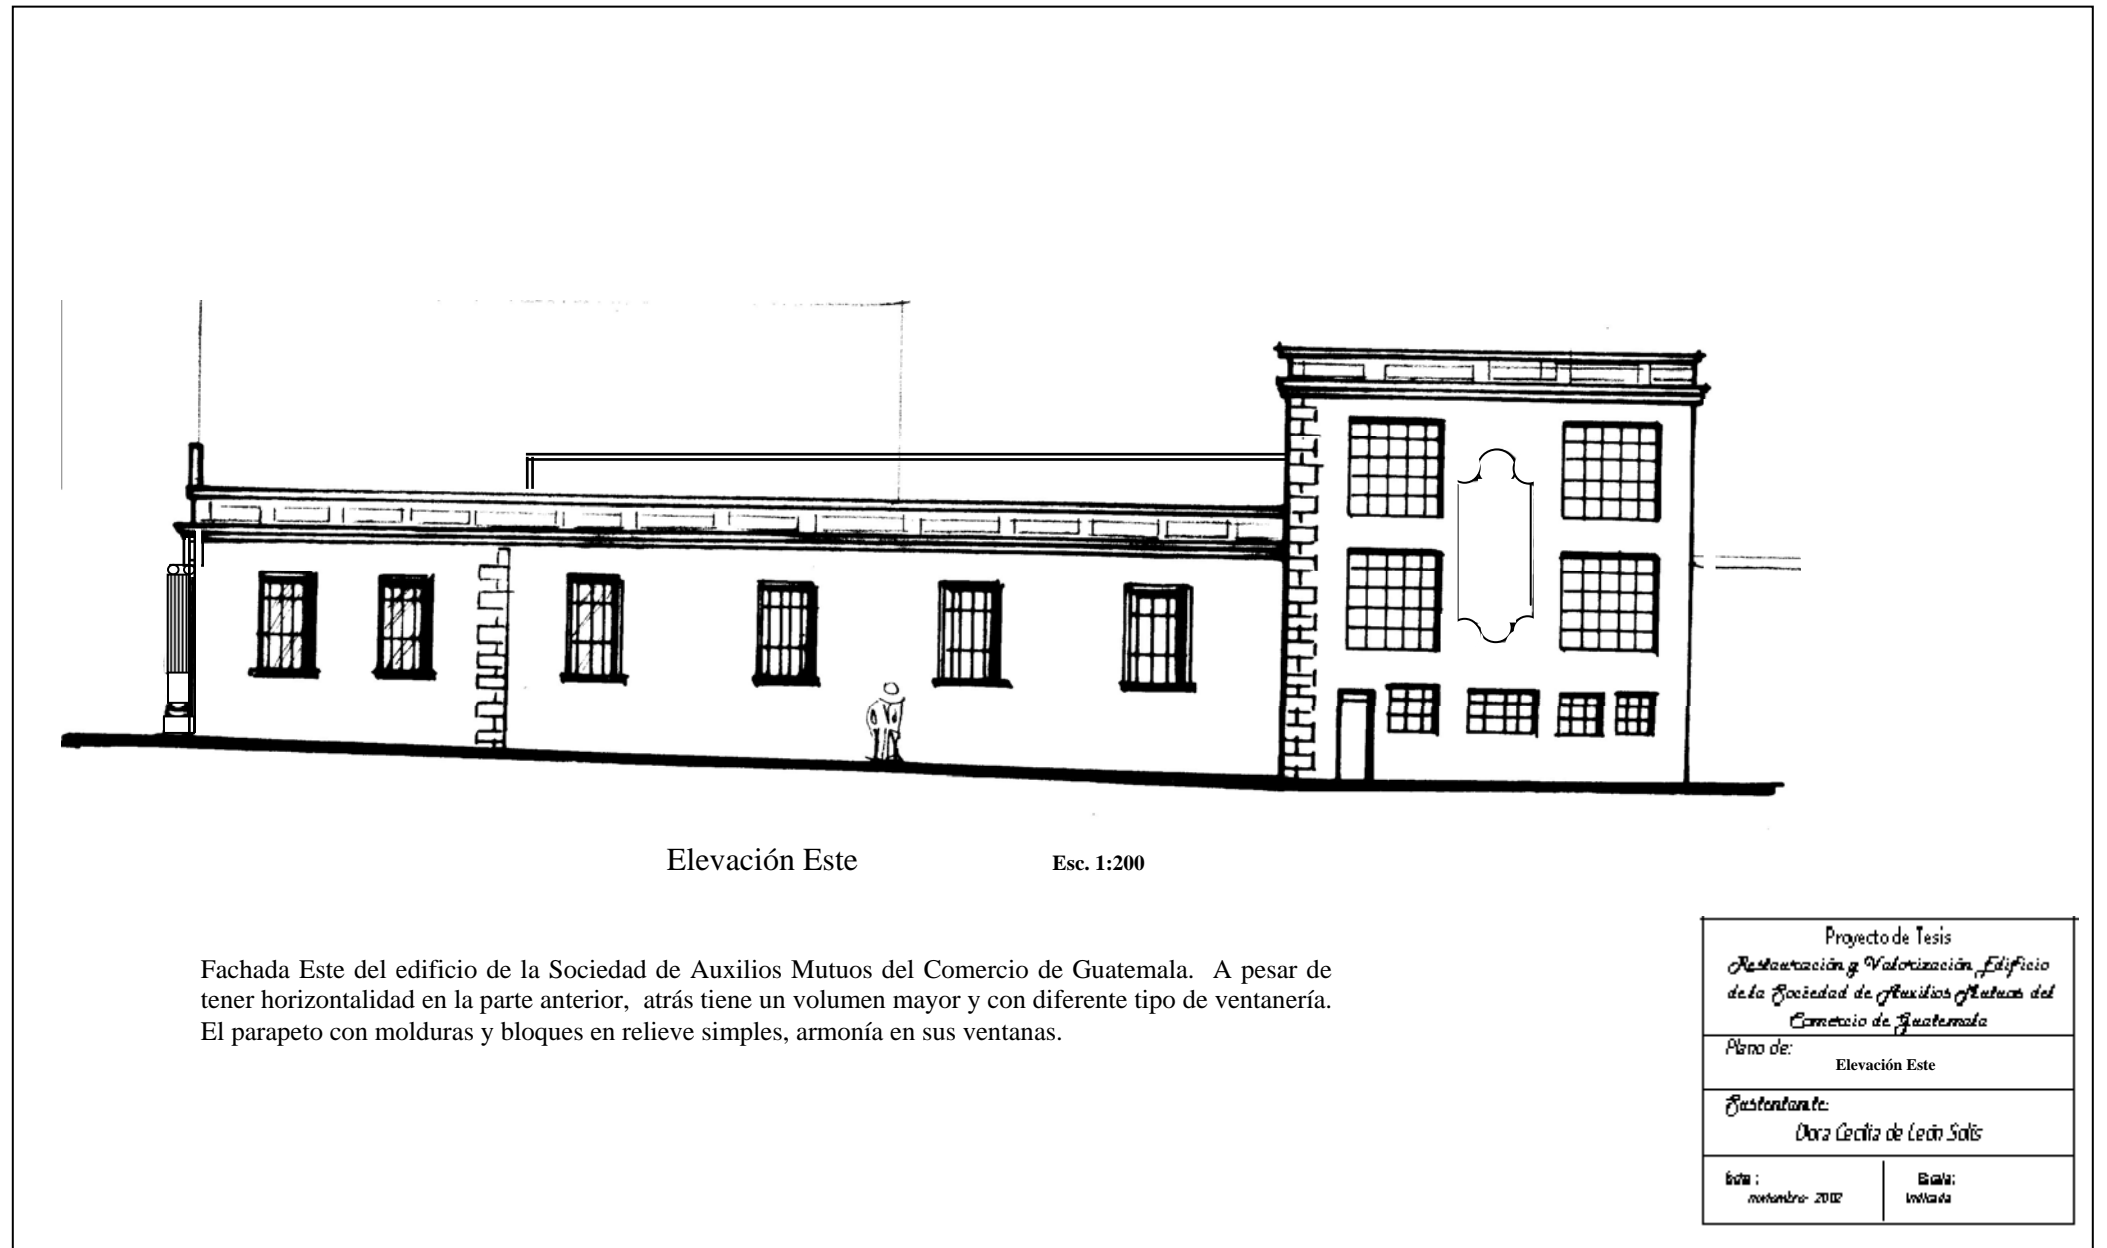 Elevación Este
Esc. 1:200
Fachada Este del edificio de la Sociedad de Auxilios Mutuos del Comercio de Guatemala. A pesar de
tener horizontalidad en la parte anterior, atrás tiene un volumen mayor y con diferente tipo de ventanería.
El parapeto con molduras y bloques en relieve simples, armonía en sus ventanas.
Proyecto de Tesis
Restauración y Valorización Edificio
de la Sociedad de Auxilios Mutuos del
Comercio de Guatemala
Plano de:
Elevación Este
Sustentante:
Dora Cecilia de León Solís
fecha :
noviembre- 2002
Escala:
indicada